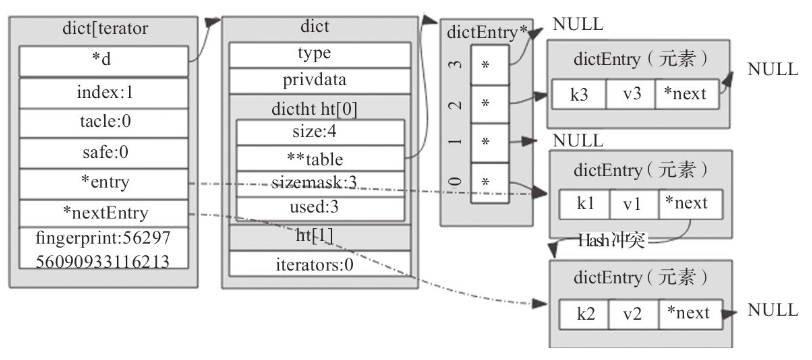 dict[terator
*d
index:1
tacle:0
safe:0
*entry
*nextEntry
fingerprint:56297
56090933116213
dict
type
privdata
dictht ht[0]
size:4
**table
sizemask:3
used:3
ht[1]
iterators:0
dictEntry*
3 *
2 *
1 *
0 *
NULL
dictEntry(元素)
k3 v3 *next
NULL
NULL
dictEntry(元素)
k1 v1 *next
Hash冲突
dictEntry(元素)
k2 v2 *next
NULL